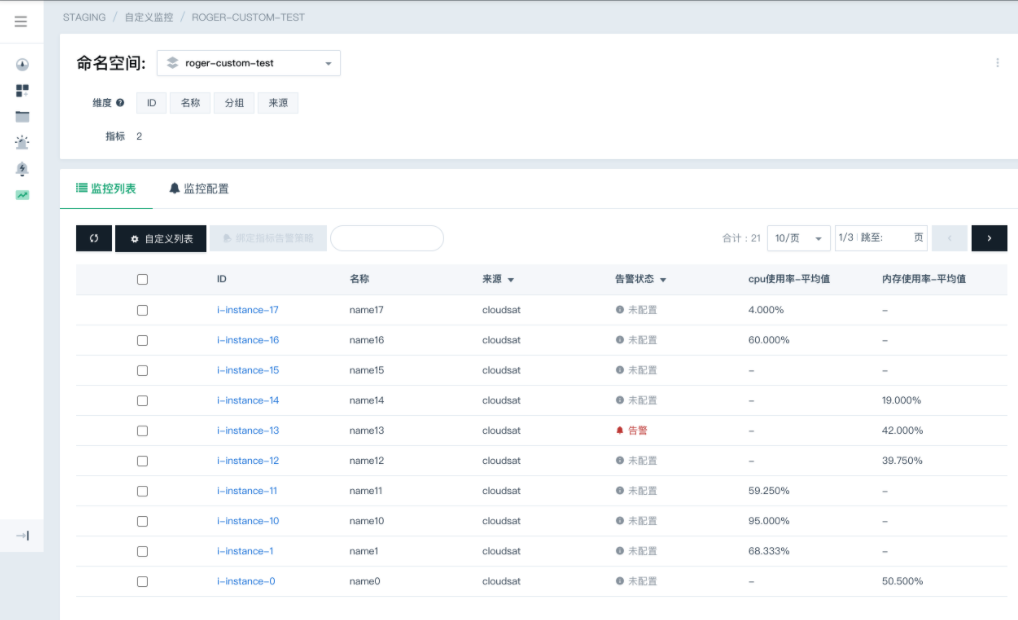 STAGING / 自定义监控 / ROGER-CUSTOM-TEST
命名空间: roger-custom-test
维度 ID 名称 分组 来源
指标 2
监控列表 监控配置
自定义列表 绑定指标告警策略 合计：21 10/页 1/3 跳至: 页
ID 名称 来源 告警状态 cpu使用率-平均值 内存使用率-平均值
i-instance-17 name17 cloudsat 未配置 4.000% -
i-instance-16 name16 cloudsat 未配置 60.000% -
i-instance-15 name15 cloudsat 未配置 - -
i-instance-14 name14 cloudsat 未配置 - 19.000%
i-instance-13 name13 cloudsat 告警 - 42.000%
i-instance-12 name12 cloudsat 未配置 - 39.750%
i-instance-11 name11 cloudsat 未配置 59.250% -
i-instance-10 name10 cloudsat 未配置 95.000% -
i-instance-1 name1 cloudsat 未配置 68.333% -
i-instance-0 name0 cloudsat 未配置 - 50.500%